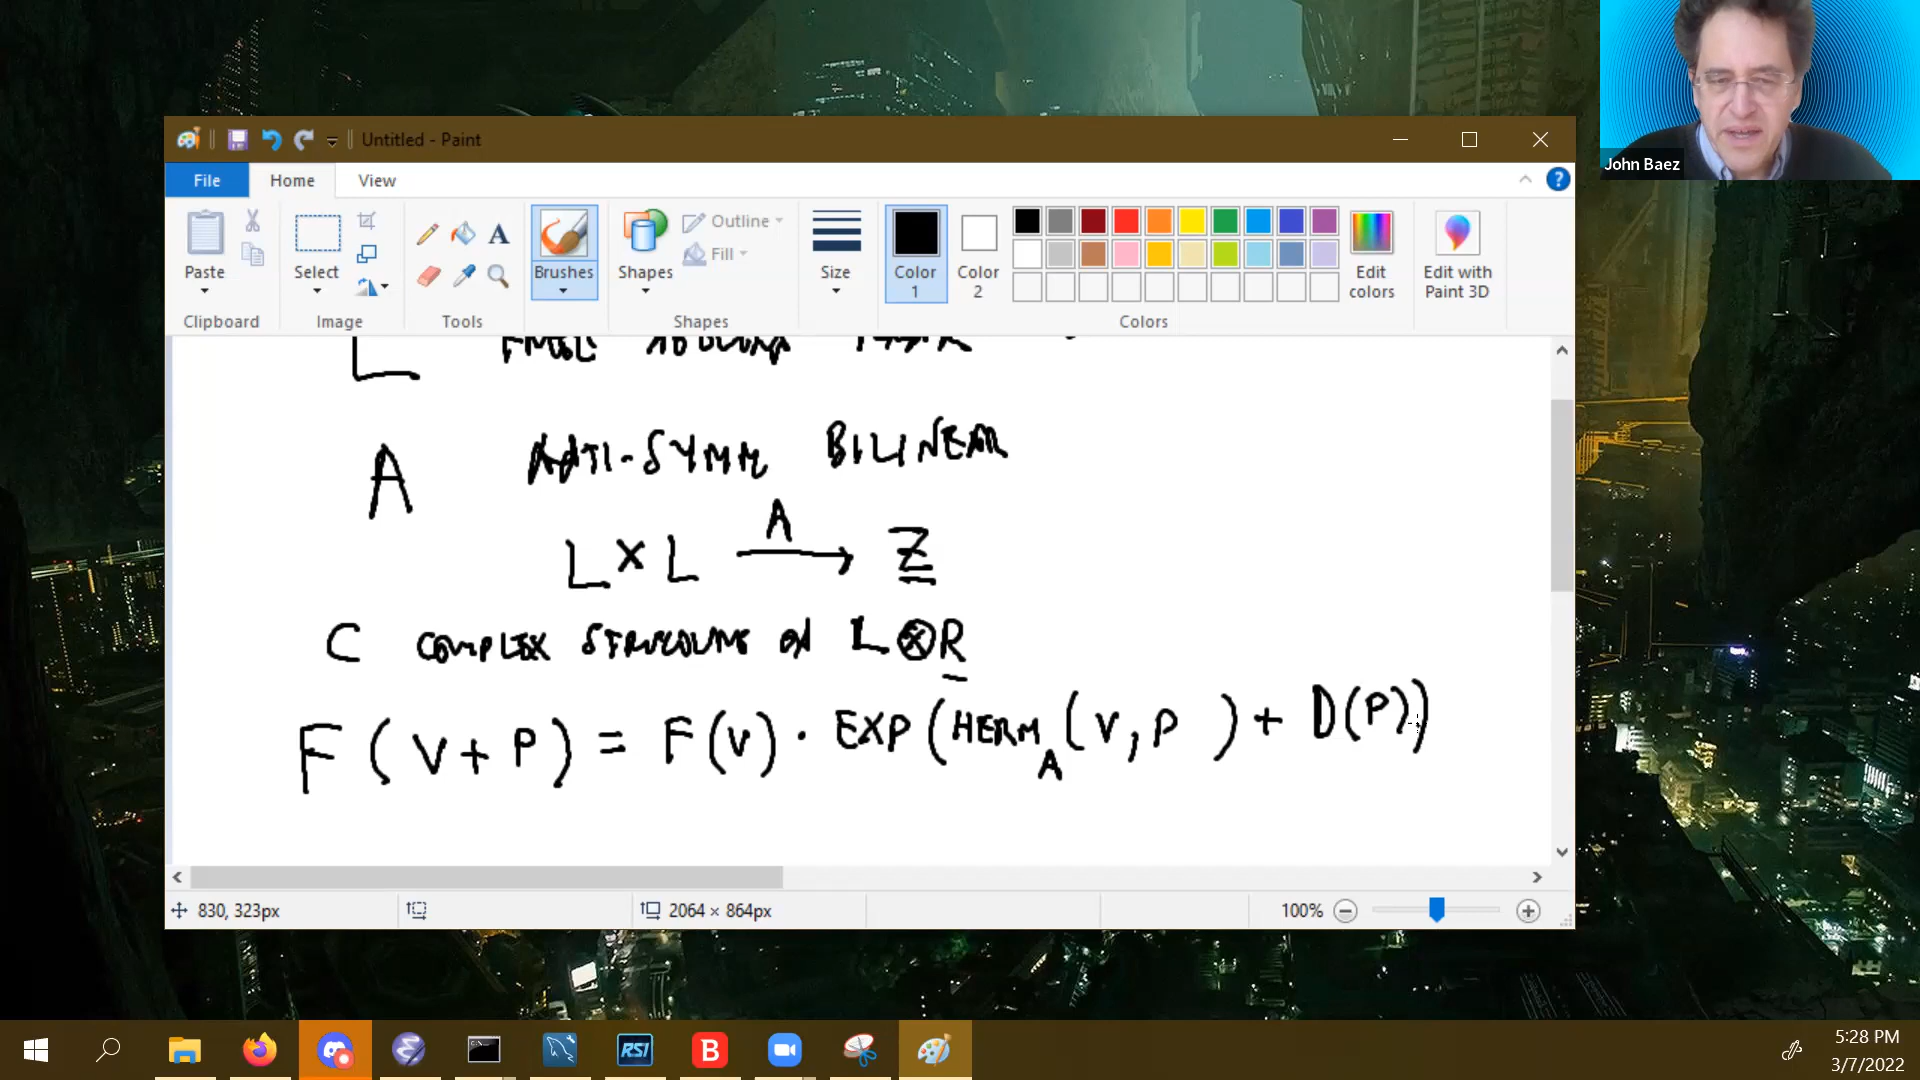 John Baez
Untitled - Paint
File Home View
Paste Select Brushes Shapes Outline Fill Size Color 1 Color 2 Edit colors Edit with Paint 3D
Clipboard Image Tools Shapes Colors
L
A ANTI-SYMM BILINEAR
L × L —A→ Z
C COMPLEX STRUCTURE ON L ⊗ R
F(V+P) = F(V) · EXP(HERM_A(V,P) + D(P))
830, 323px 2064 × 864px 100%
RSI B
5:28 PM
3/7/2022